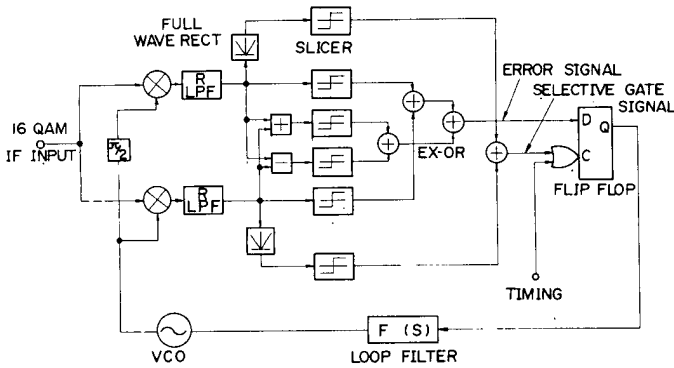 FULL
WAVE RECT
SLICER
R
LPF
ERROR SIGNAL
SELECTIVE GATE
SIGNAL
16 QAM
IF INPUT
π/2
+
−
EX-OR
D
Q
C
FLIP FLOP
R
LPF
TIMING
VCO
F (S)
LOOP FILTER